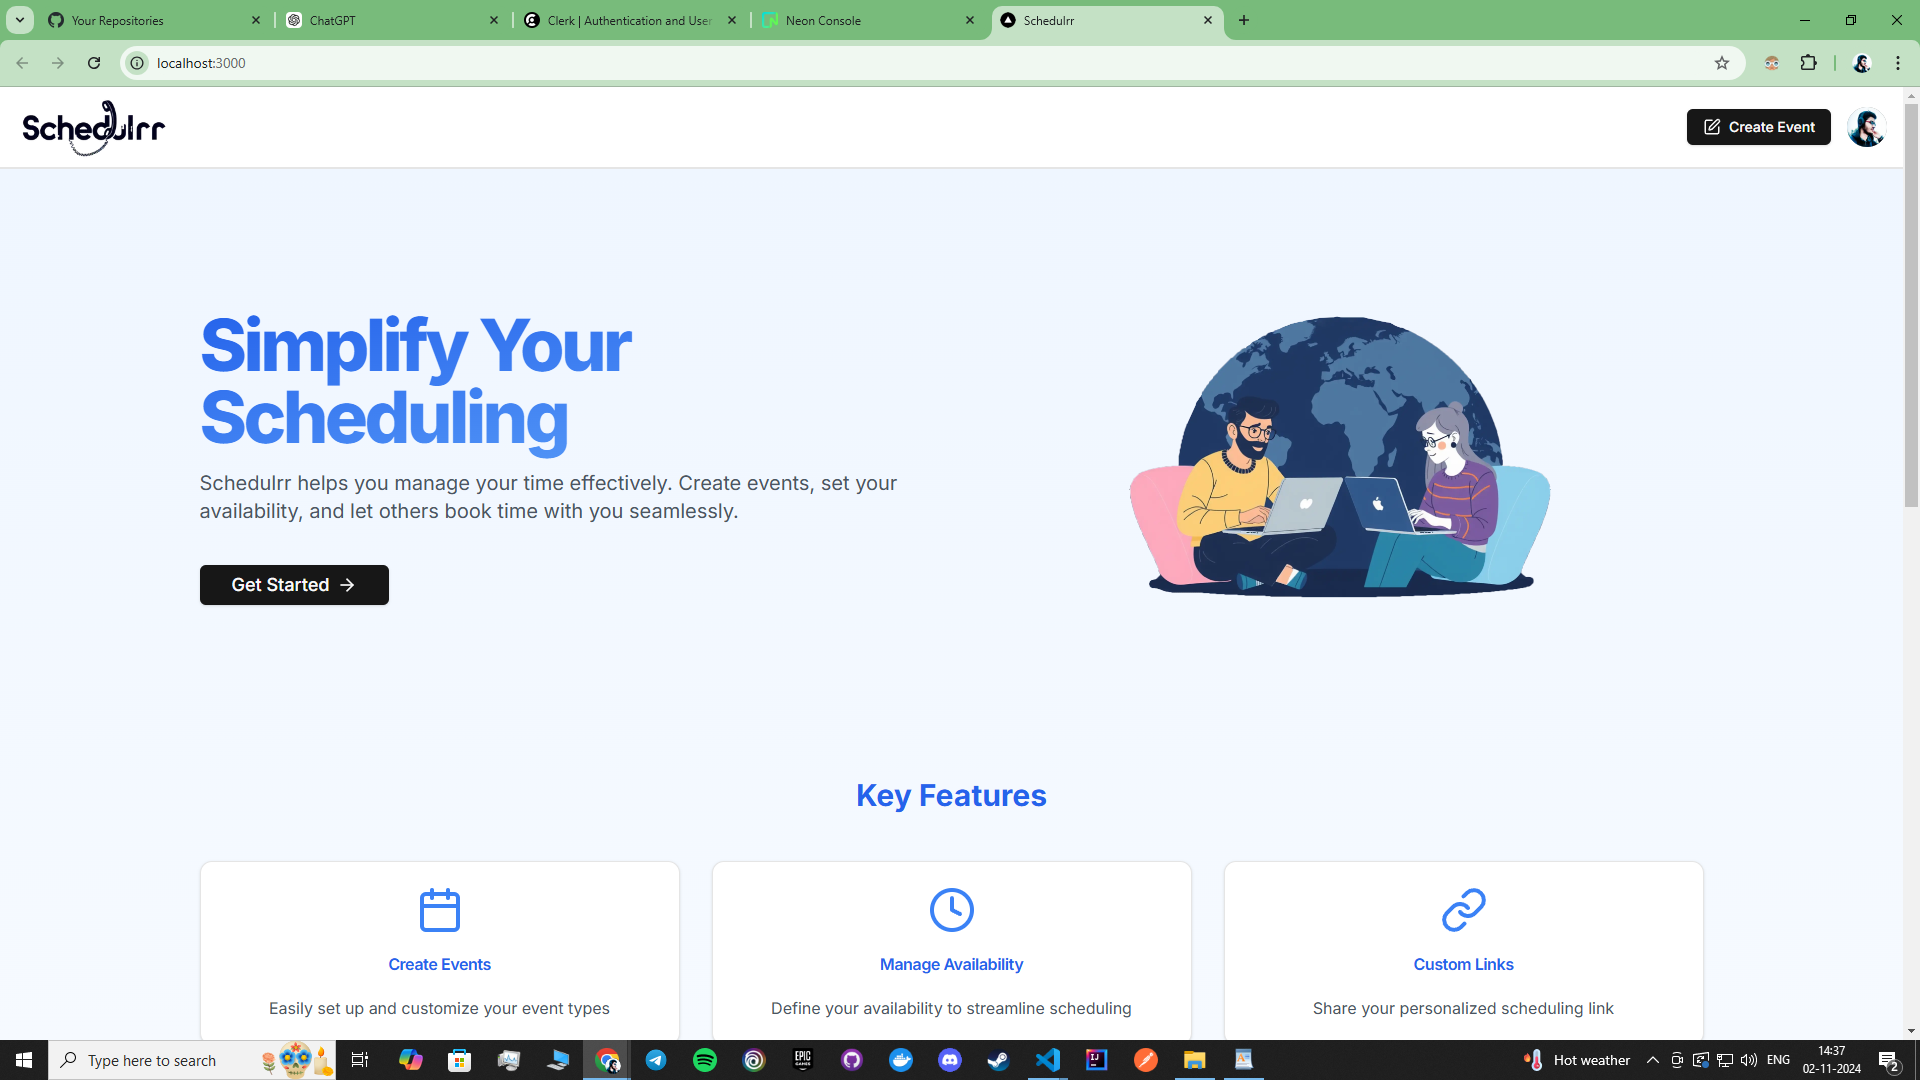 Your Repositories
ChatGPT
Clerk | Authentication and User
Neon Console
Schedulrr
localhost:3000
Schedulrr
Create Event
Simplify Your
Scheduling
Schedulrr helps you manage your time effectively. Create events, set your
availability, and let others book time with you seamlessly.
Get Started
Key Features
Create Events
Easily set up and customize your event types
Manage Availability
Define your availability to streamline scheduling
Custom Links
Share your personalized scheduling link
Type here to search
EPIC
GAMES
IJ
Hot weather
ENG
14:37
02-11-2024
2